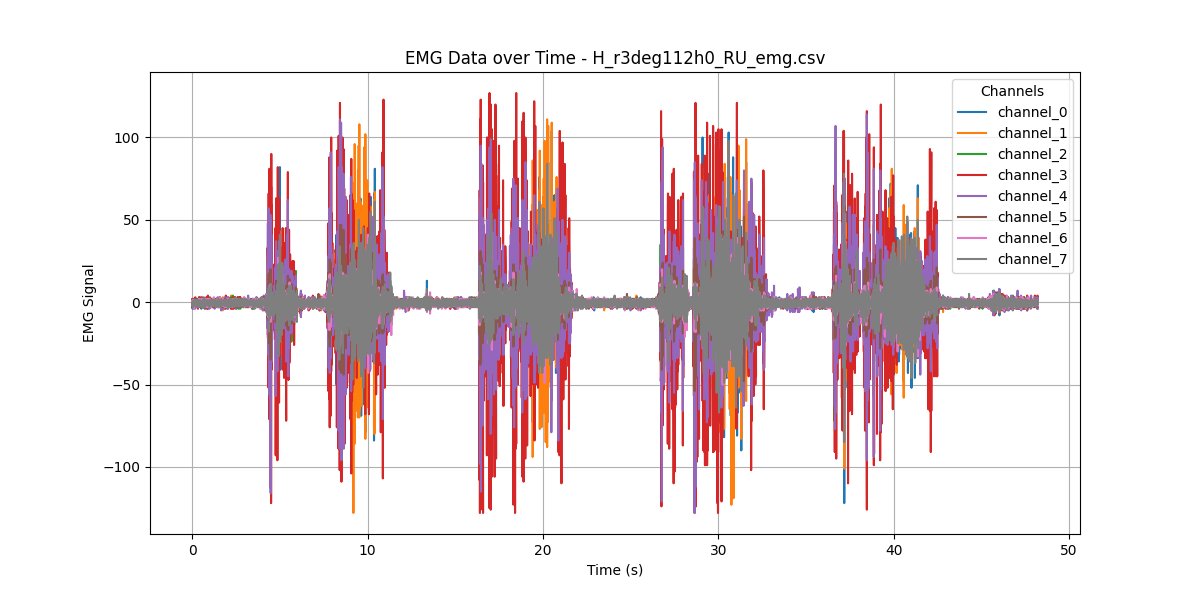 EMG Data over Time - H_r3deg112h0_RU_emg.csv
Channels
channel_0
channel_1
channel_2
channel_3
channel_4
channel_5
channel_6
channel_7
EMG Signal
100
50
0
−50
−100
0 10 20 30 40 50
Time (s)